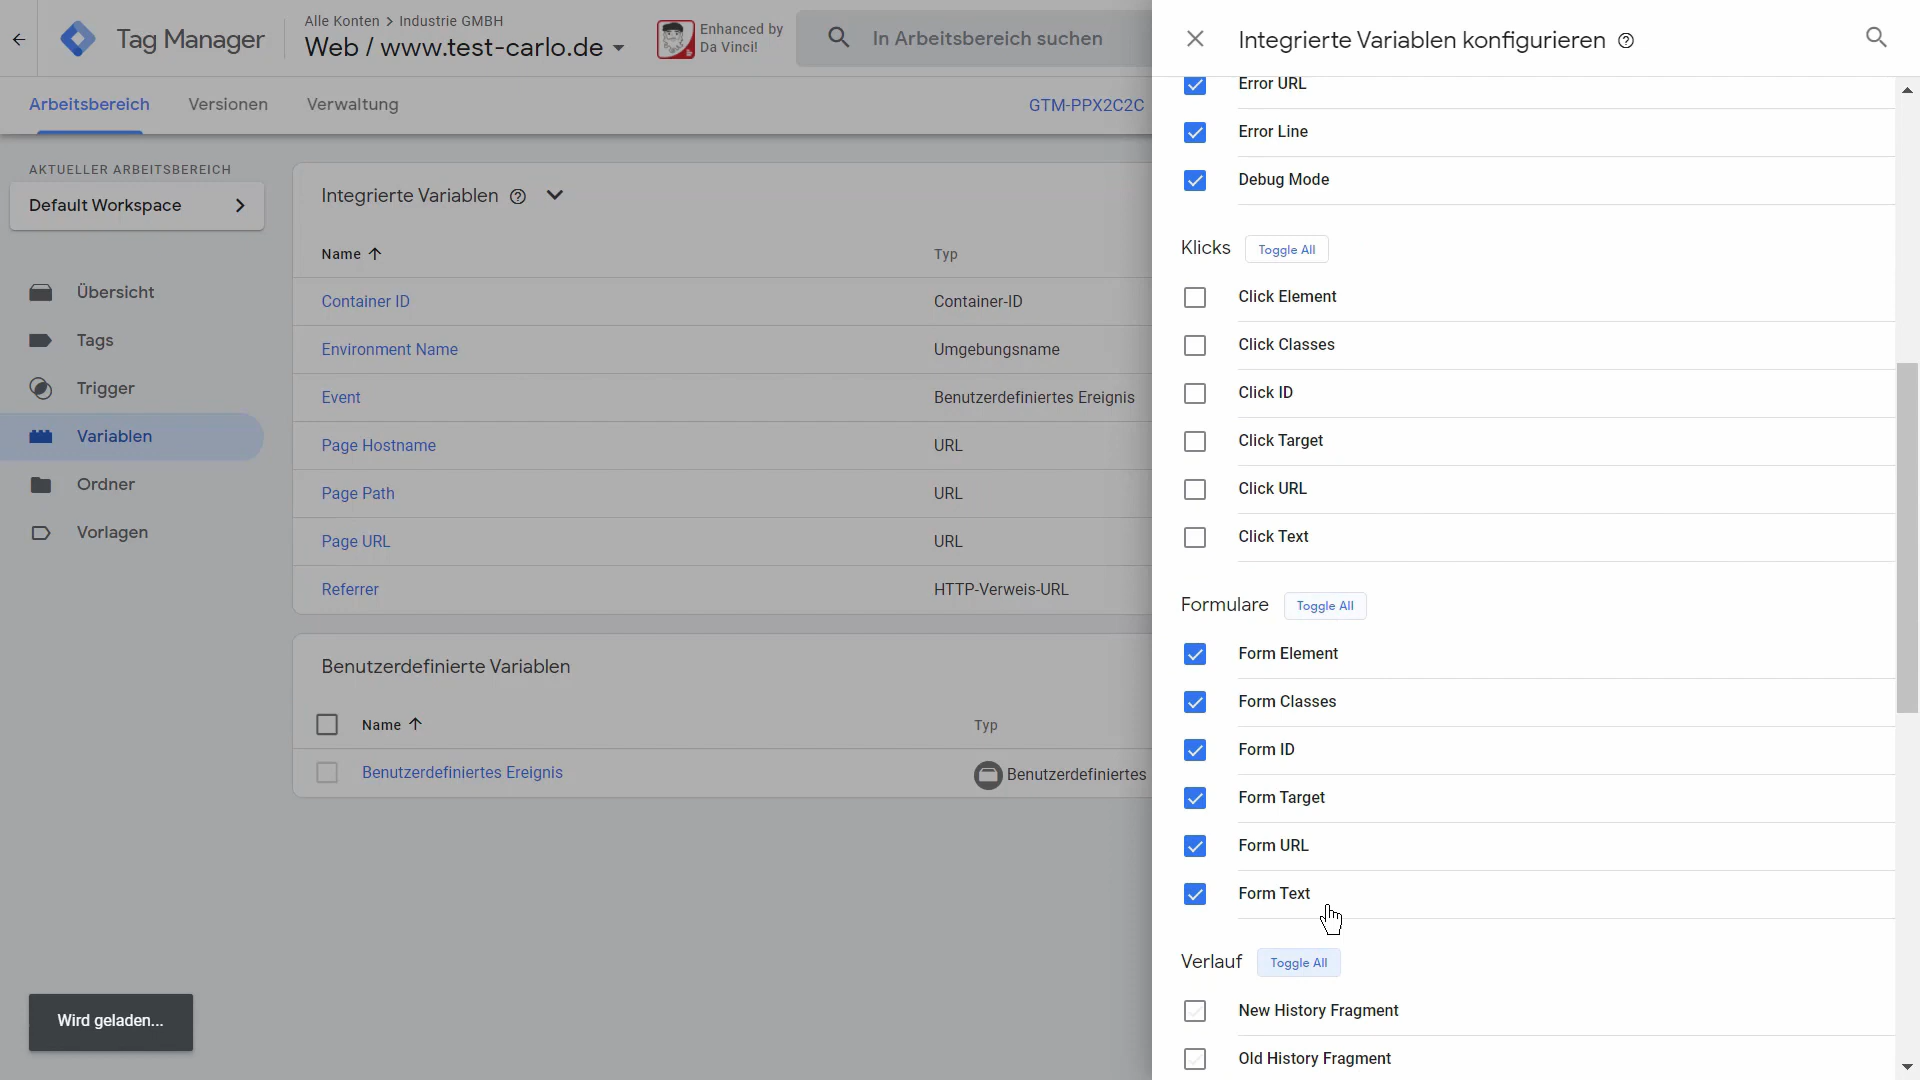 Tag Manager
Alle Konten > Industrie GMBH
Web / www.test-carlo.de
Enhanced by
Da Vinci!
In Arbeitsbereich suchen
Arbeitsbereich
Versionen
Verwaltung
GTM-PPX2C2C
AKTUELLER ARBEITSBEREICH
Default Workspace
Übersicht
Tags
Trigger
Variablen
Ordner
Vorlagen
Wird geladen...
Integrierte Variablen
Name
Typ
Container ID
Container-ID
Environment Name
Umgebungsname
Event
Benutzerdefiniertes Ereignis
Page Hostname
URL
Page Path
URL
Page URL
URL
Referrer
HTTP-Verweis-URL
Benutzerdefinierte Variablen
Name
Typ
Benutzerdefiniertes Ereignis
Benutzerdefiniertes
Integrierte Variablen konfigurieren
Error URL
Error Line
Debug Mode
Klicks
Toggle All
Click Element
Click Classes
Click ID
Click Target
Click URL
Click Text
Formulare
Toggle All
Form Element
Form Classes
Form ID
Form Target
Form URL
Form Text
Verlauf
Toggle All
New History Fragment
Old History Fragment